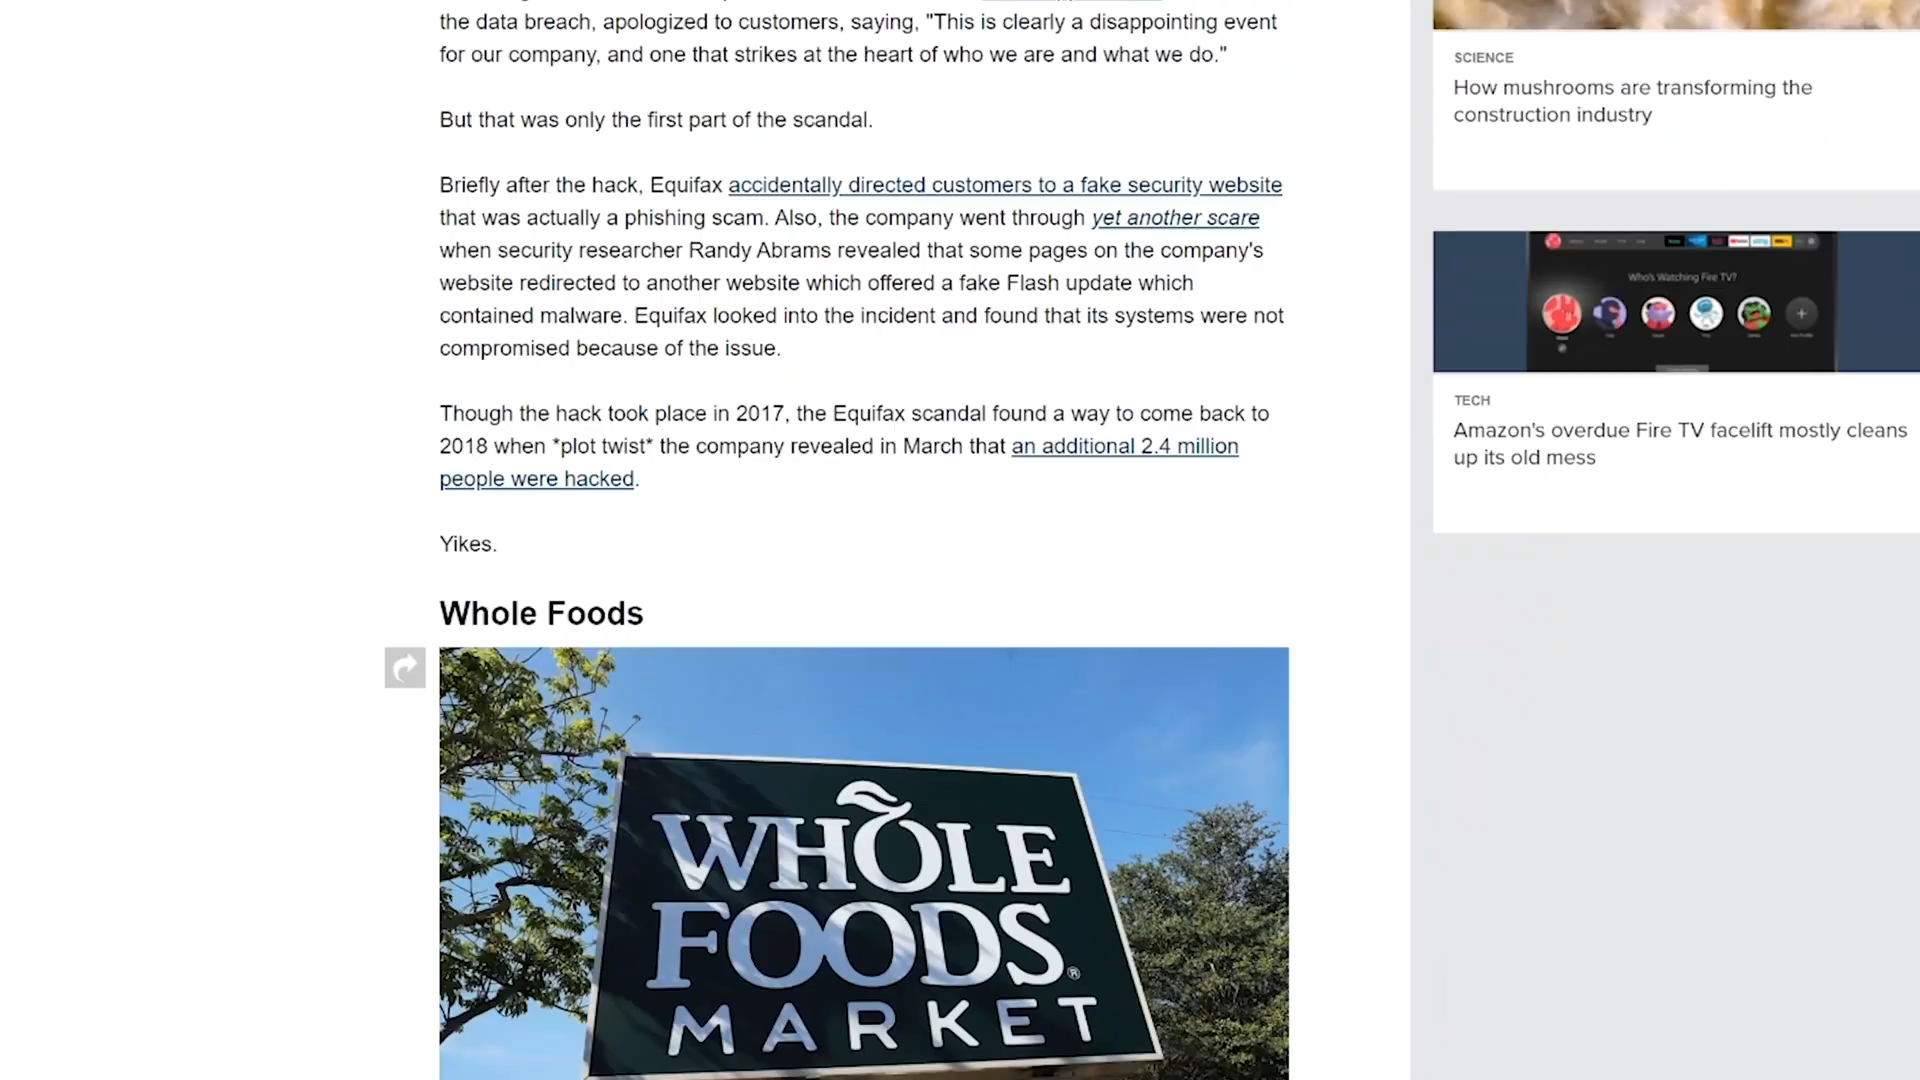 the data breach, apologized to customers, saying, "This is clearly a disappointing event
for our company, and one that strikes at the heart of who we are and what we do."
But that was only the first part of the scandal.
Briefly after the hack, Equifax accidentally directed customers to a fake security website
that was actually a phishing scam. Also, the company went through yet another scare
when security researcher Randy Abrams revealed that some pages on the company's
website redirected to another website which offered a fake Flash update which
contained malware. Equifax looked into the incident and found that its systems were not
compromised because of the issue.
Though the hack took place in 2017, the Equifax scandal found a way to come back to
2018 when *plot twist* the company revealed in March that an additional 2.4 million
people were hacked.
Yikes.
Whole Foods
WHOLE
FOODS®
MARKET
SCIENCE
How mushrooms are transforming the
construction industry
Who's Watching Fire TV?
TECH
Amazon's overdue Fire TV facelift mostly cleans
up its old mess